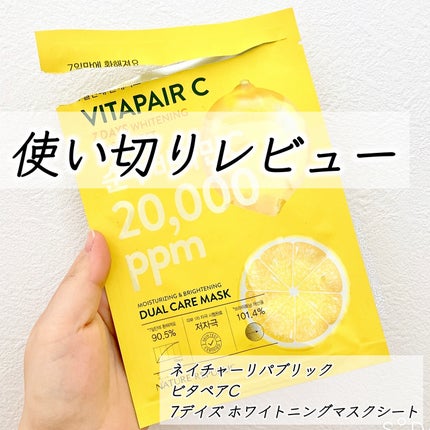 7일만에 환해져요
VITAPAIR C
7 DAYS WHITENING
使い切りレビュー
20,000
ppm
MOISTURIZING & BRIGHTENING
DUAL CARE MASK
90.5%
저자극
101.4%
ネイチャーリパブリック
ビタペアC
7デイズ ホワイトニングマスクシート